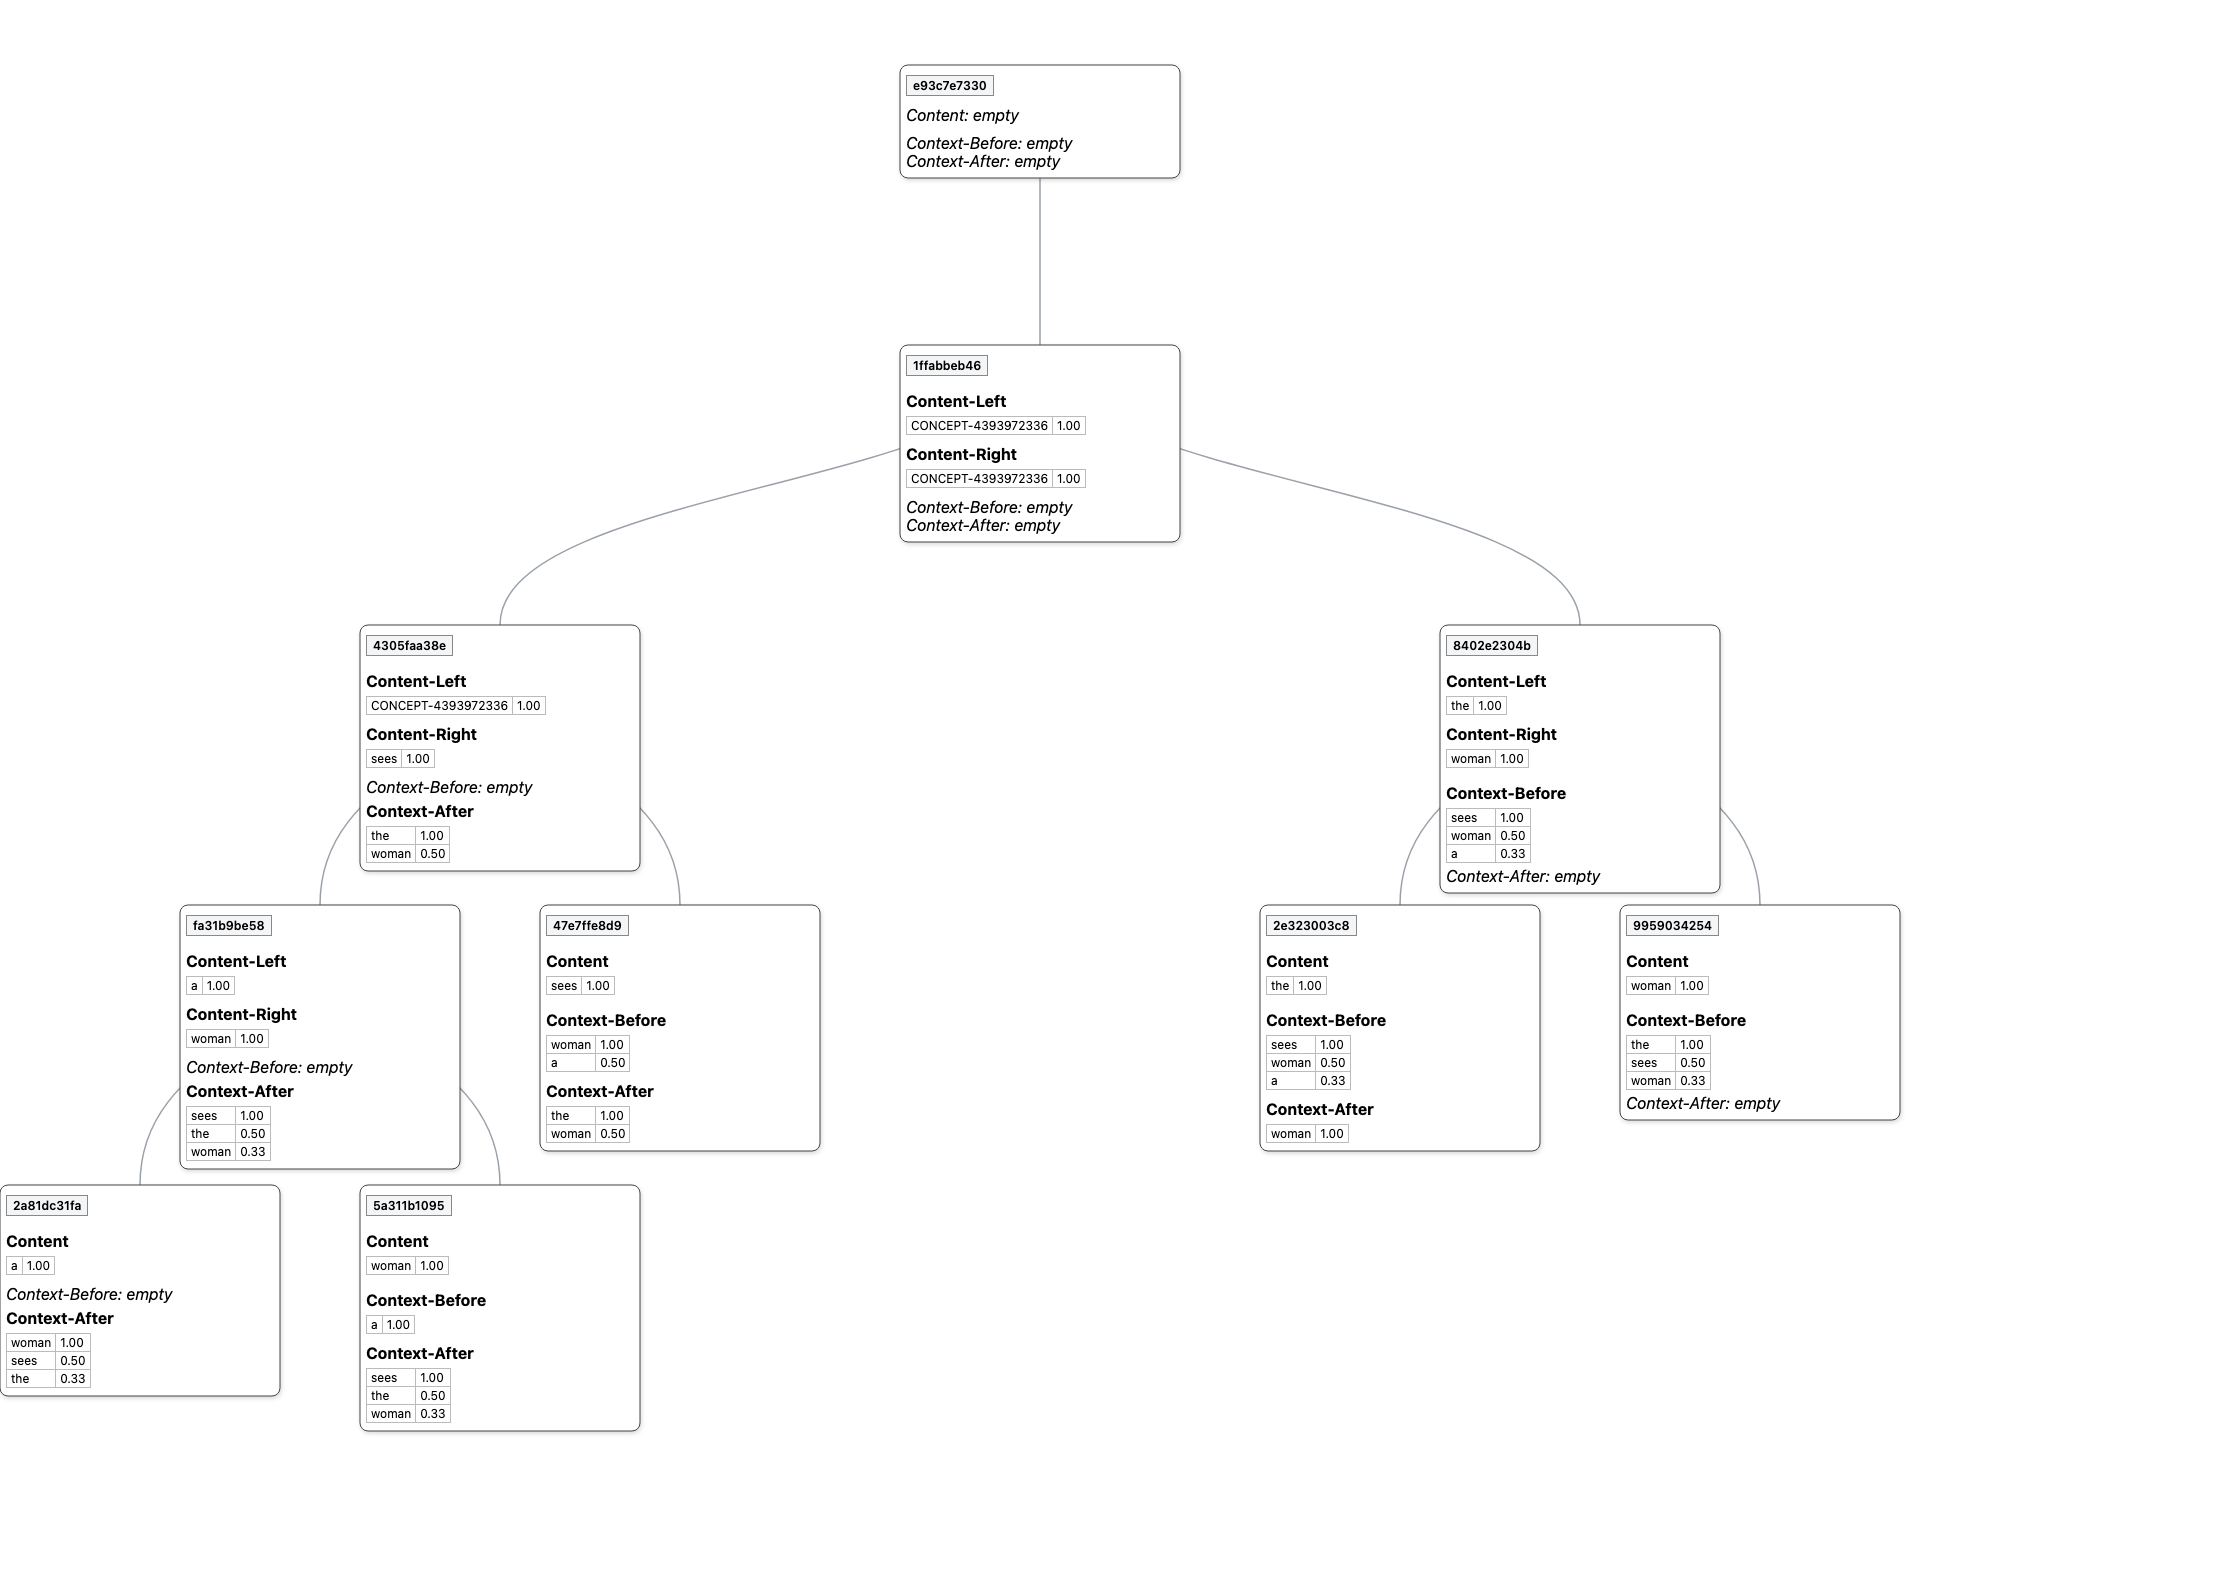 e93c7e7330
Content: empty
Context-Before: empty
Context-After: empty
1ffabbeb46
Content-Left
CONCEPT-4393972336 1.00
Content-Right
CONCEPT-4393972336 1.00
Context-Before: empty
Context-After: empty
4305faa38e
Content-Left
CONCEPT-4393972336 1.00
Content-Right
sees 1.00
Context-Before: empty
Context-After
the 1.00
woman 0.50
8402e2304b
Content-Left
the 1.00
Content-Right
woman 1.00
Context-Before
sees 1.00
woman 0.50
a 0.33
Context-After: empty
fa31b9be58
Content-Left
a 1.00
Content-Right
woman 1.00
Context-Before: empty
Context-After
sees 1.00
the 0.50
woman 0.33
47e7ffe8d9
Content
sees 1.00
Context-Before
woman 1.00
a 0.50
Context-After
the 1.00
woman 0.50
2e323003c8
Content
the 1.00
Context-Before
sees 1.00
woman 0.50
a 0.33
Context-After
woman 1.00
9959034254
Content
woman 1.00
Context-Before
the 1.00
sees 0.50
woman 0.33
Context-After: empty
2a81dc31fa
Content
a 1.00
Context-Before: empty
Context-After
woman 1.00
sees 0.50
the 0.33
5a311b1095
Content
woman 1.00
Context-Before
a 1.00
Context-After
sees 1.00
the 0.50
woman 0.33